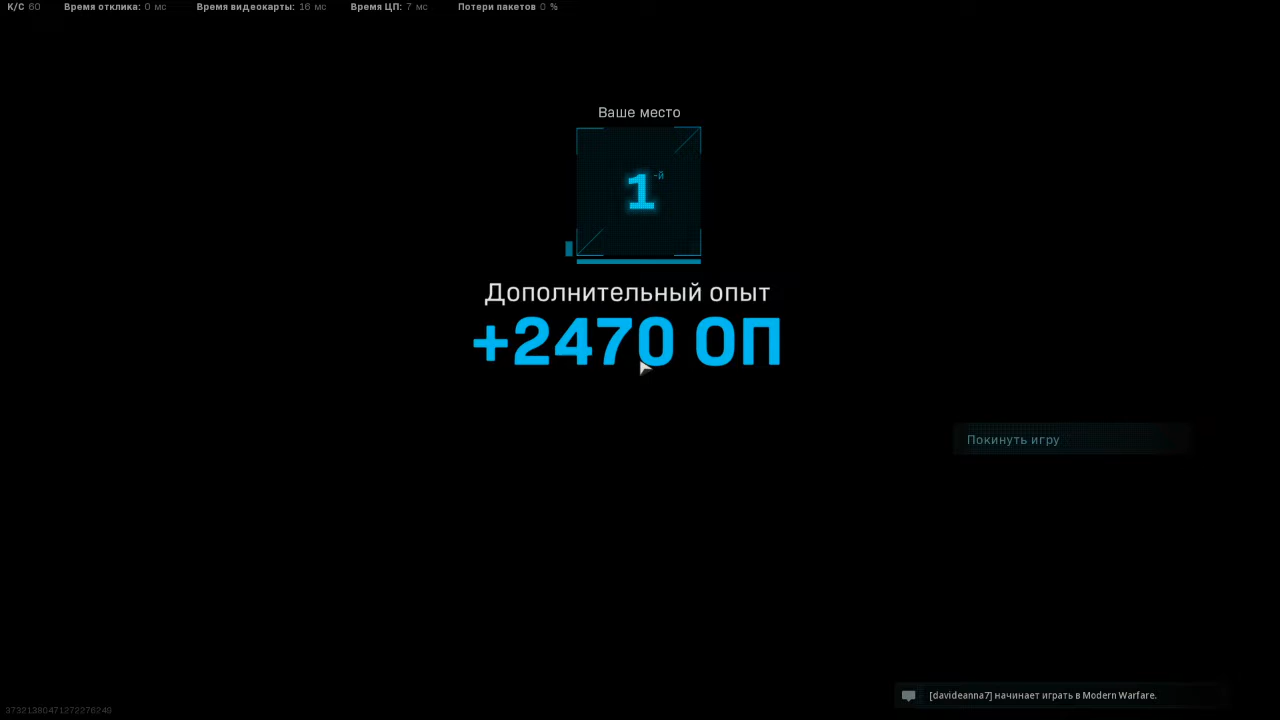 К/С 60 Время отклика: 0 мс Время видеокарты: 16 мс Время ЦП: 7 мс Потери пакетов 0 %
Ваше место
1-й
Дополнительный опыт
+2470 ОП
Покинуть игру
[davideanna7] начинает играть в Modern Warfare.
37321380471272276240